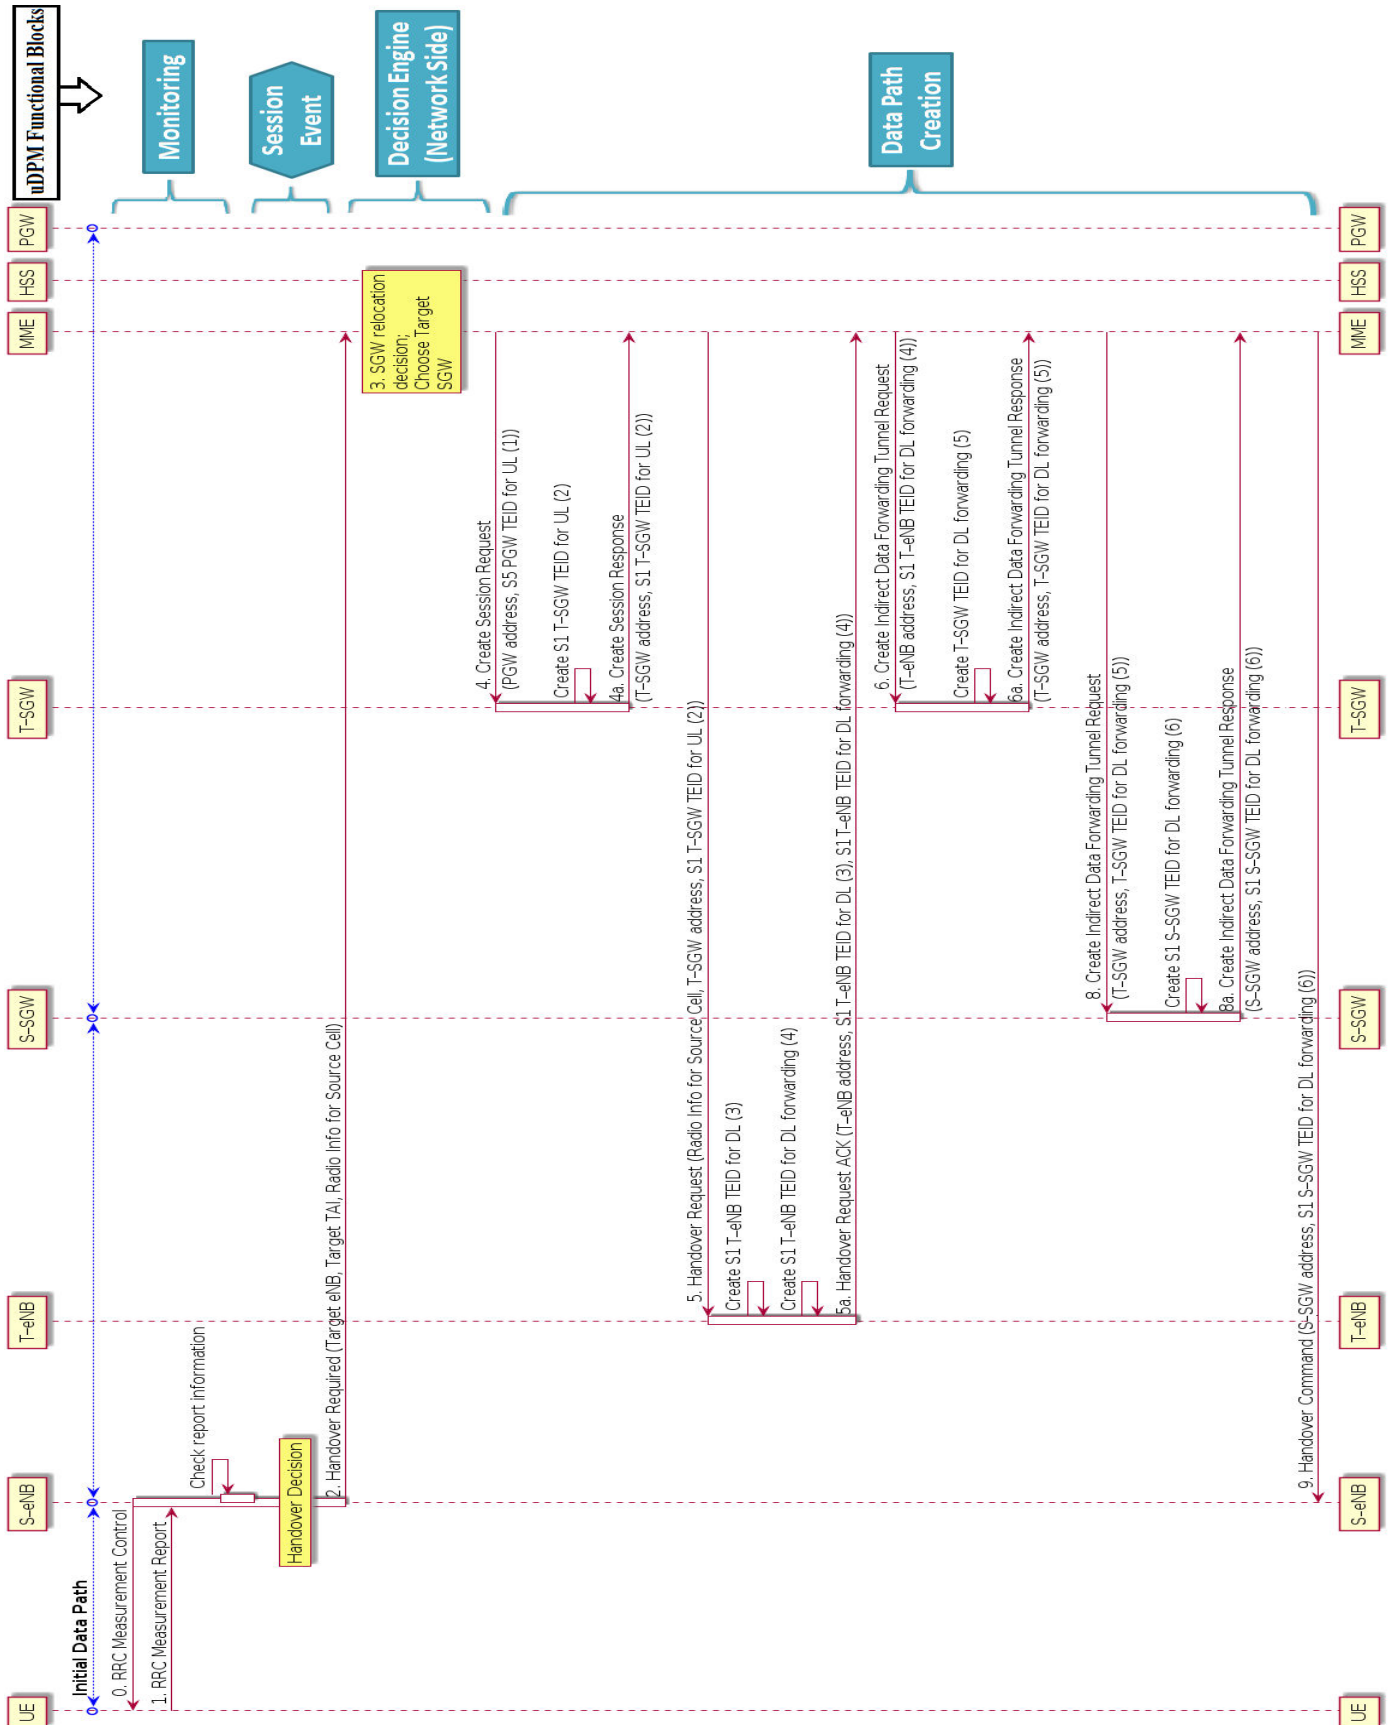 uDPM Functional Blocks
UE
S-eNB
T-eNB
S-SGW
T-SGW
MME
HSS
PGW
Initial Data Path
0. RRC Measurement Control
1. RRC Measurement Report
Check report information
Monitoring
Handover Decision
Session
Event
2. Handover Required (Target eNB, Target TAI, Radio Info for Source Cell)
3. SGW relocation
decision;
Choose Target
SGW
Decision Engine
(Network Side)
4. Create Session Request
(PGW address, S5 PGW TEID for UL (1))
Create S1 T-SGW TEID for UL (2)
4a. Create Session Response
(T-SGW address, S1 T-SGW TEID for UL (2))
5. Handover Request (Radio Info for Source Cell, T-SGW address, S1 T-SGW TEID for UL (2))
Create S1 T-eNB TEID for DL (3)
Create S1 T-eNB TEID for DL forwarding (4)
5a. Handover Request ACK (T-eNB address, S1 T-eNB TEID for DL (3), S1 T-eNB TEID for DL forwarding (4))
6. Create Indirect Data Forwarding Tunnel Request
(T-eNB address, S1 T-eNB TEID for DL forwarding (4))
Data Path
Creation
Create T-SGW TEID for DL forwarding (5)
6a. Create Indirect Data Forwarding Tunnel Response
(T-SGW address, T-SGW TEID for DL forwarding (5))
8. Create Indirect Data Forwarding Tunnel Request
(T-SGW address, T-SGW TEID for DL forwarding (5))
Create S1 S-SGW TEID for DL forwarding (6)
8a. Create Indirect Data Forwarding Tunnel Response
(S-SGW address, S1 S-SGW TEID for DL forwarding (6))
9. Handover Command (S-SGW address, S1 S-SGW TEID for DL forwarding (6))
UE
S-eNB
T-eNB
S-SGW
T-SGW
MME
HSS
PGW